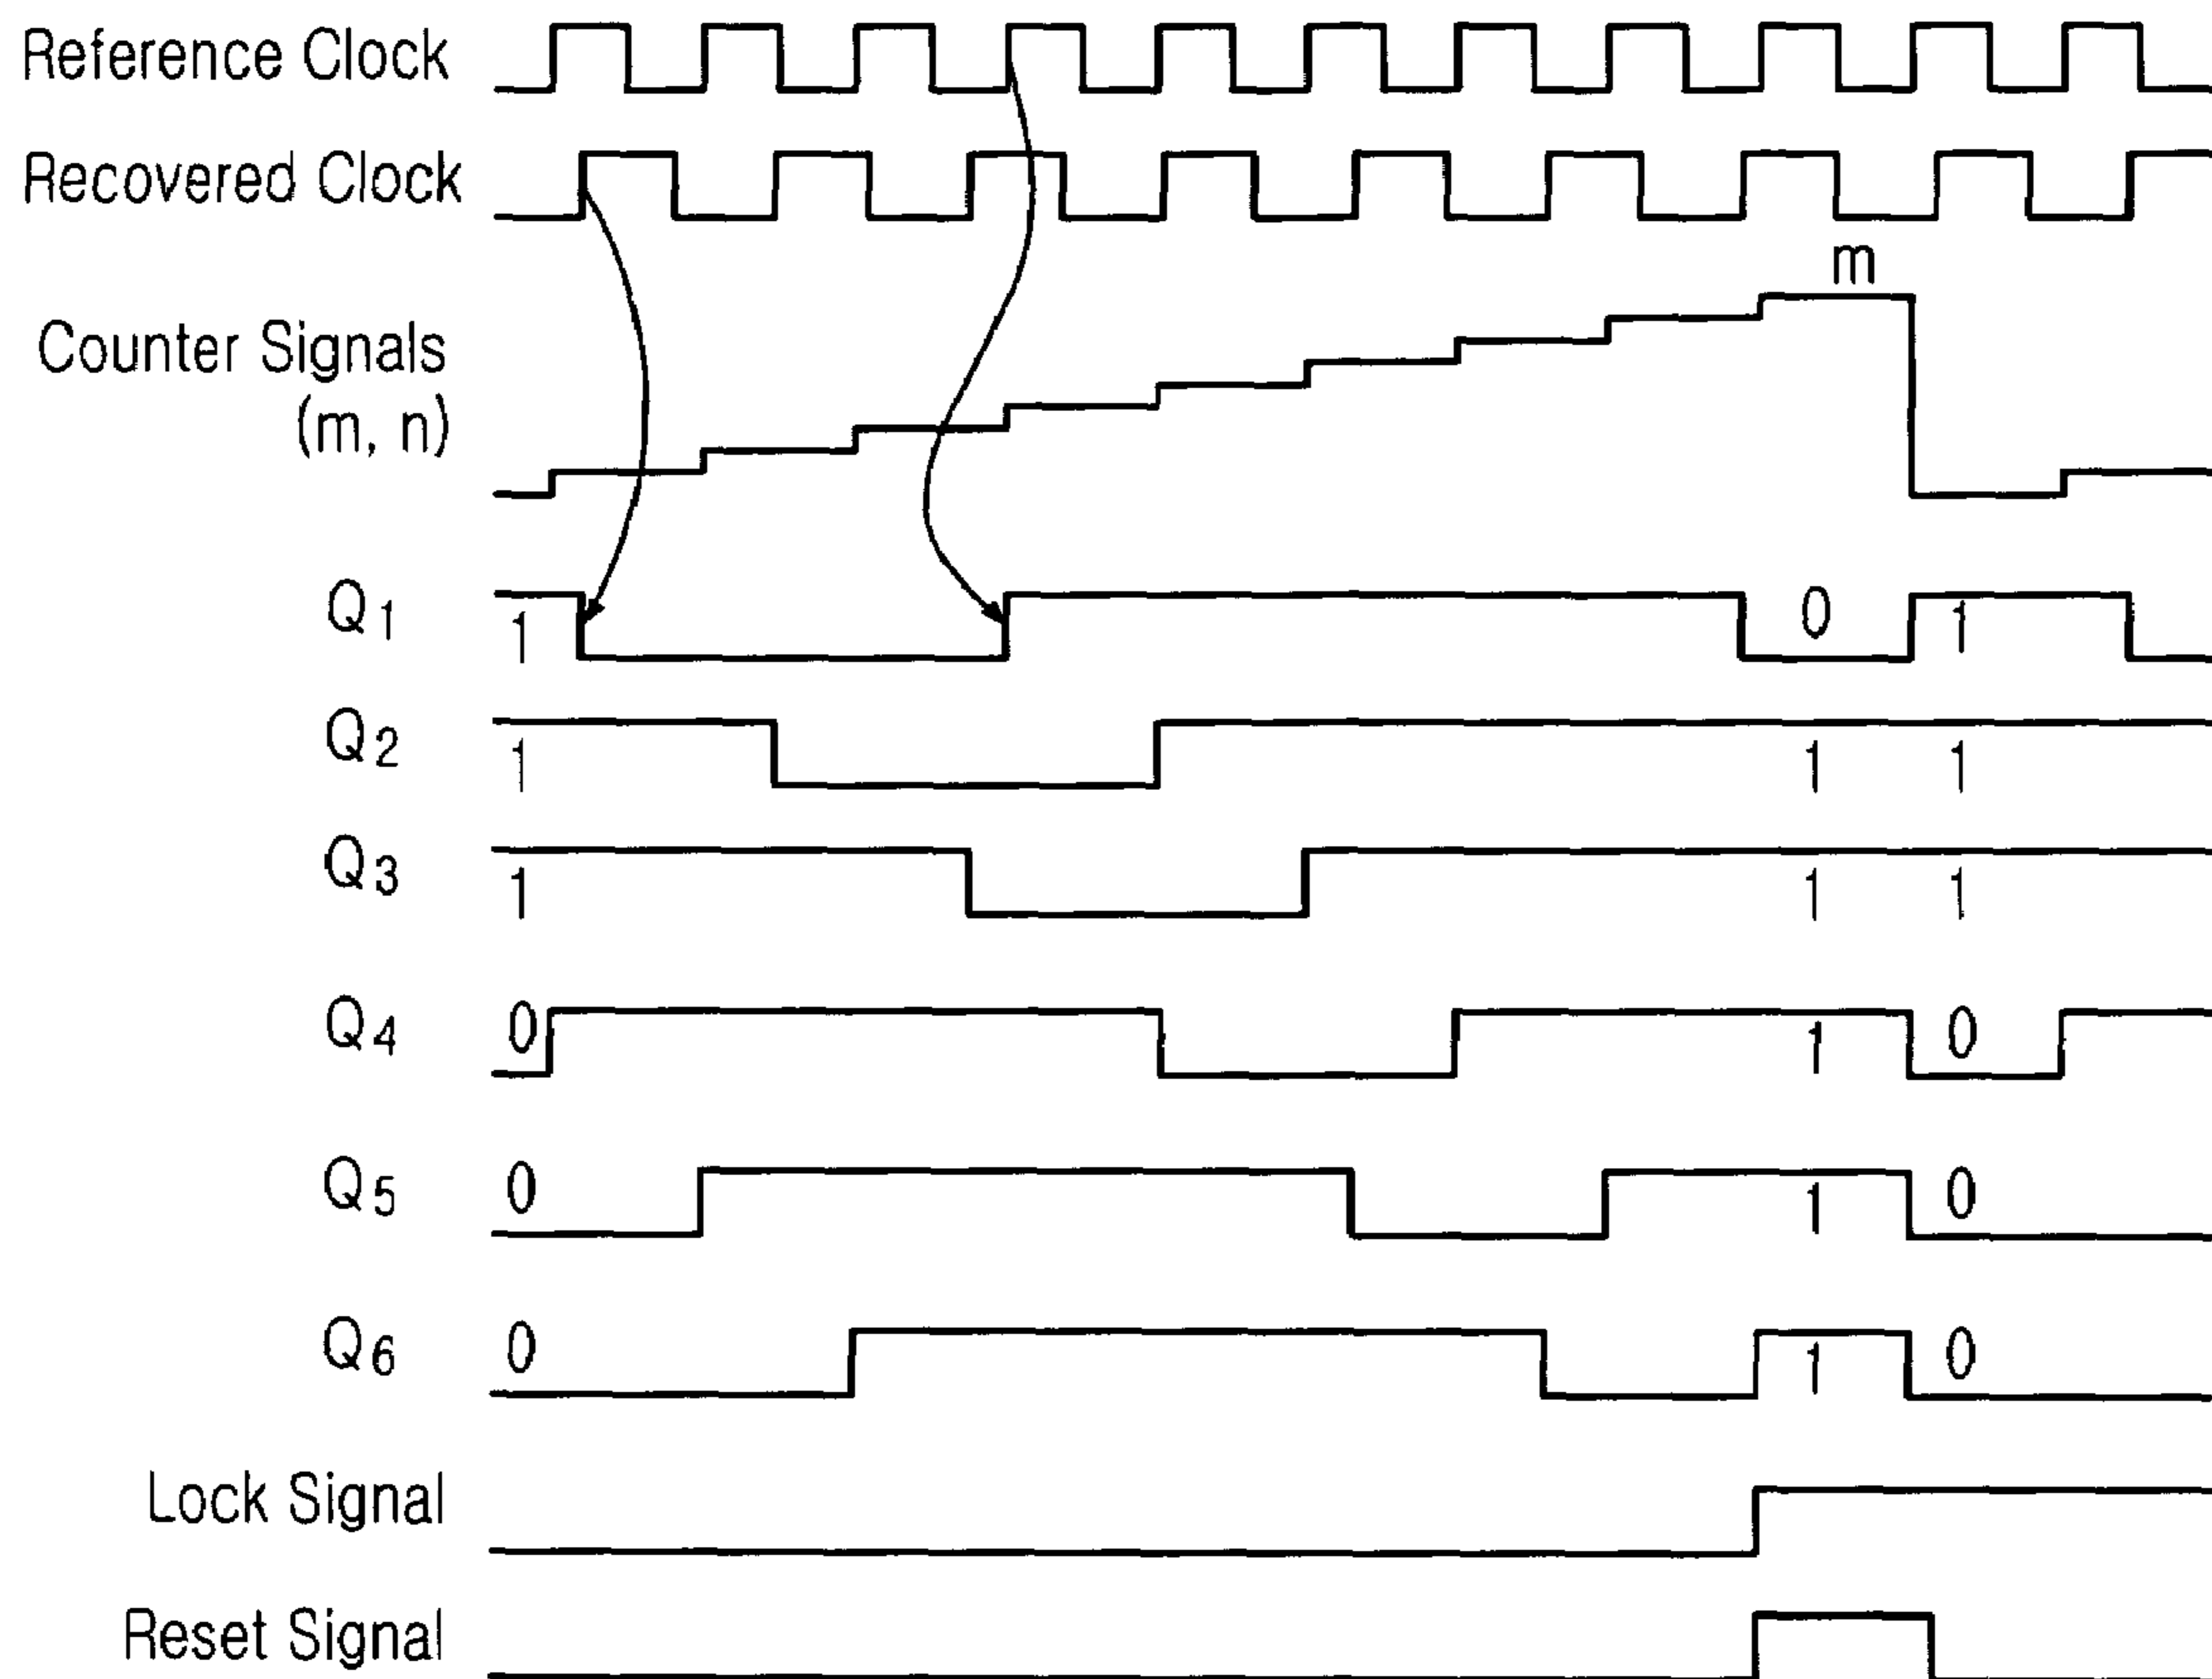 Reference Clock
Recovered Clock
m
Counter Signals
(m, n)
Q1
1 0 1
Q2
1 1 1
Q3
1 1 1
Q4
0 1 0
Q5
0 1 0
Q6
0 1 0
Lock Signal
Reset Signal